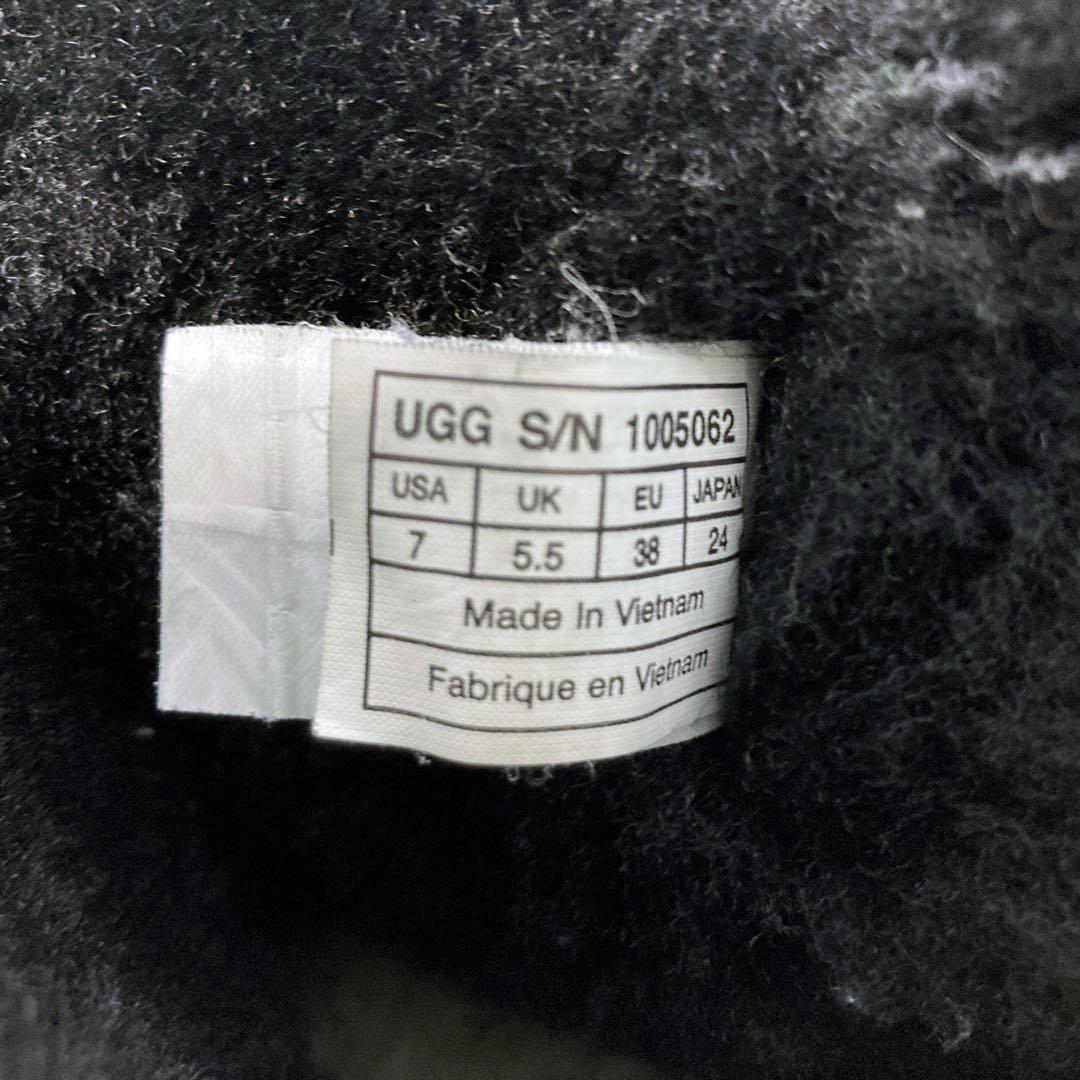 UGG S/N 1005062
USA UK EU JAPAN
7 5.5 38 24
Made In Vietnam
Fabrique en Vietnam